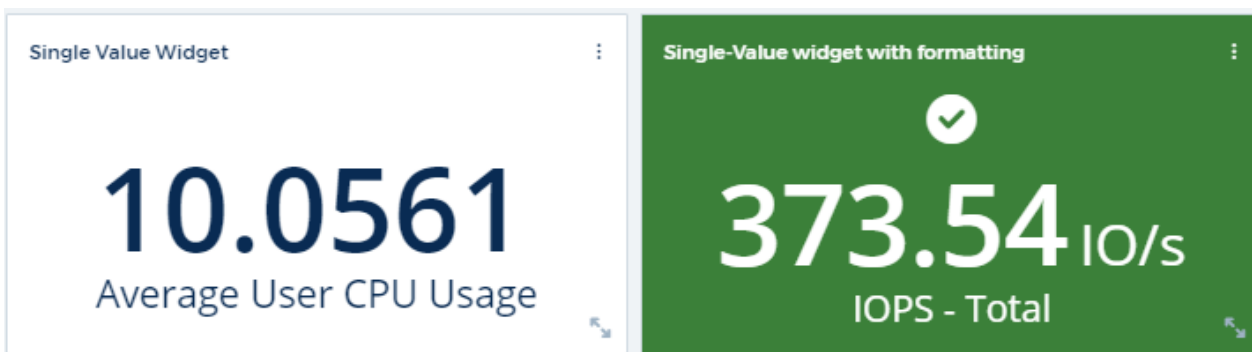 Single Value Widget
10.0561
Average User CPU Usage
Single-Value widget with formatting
373.54 IO/s
IOPS - Total